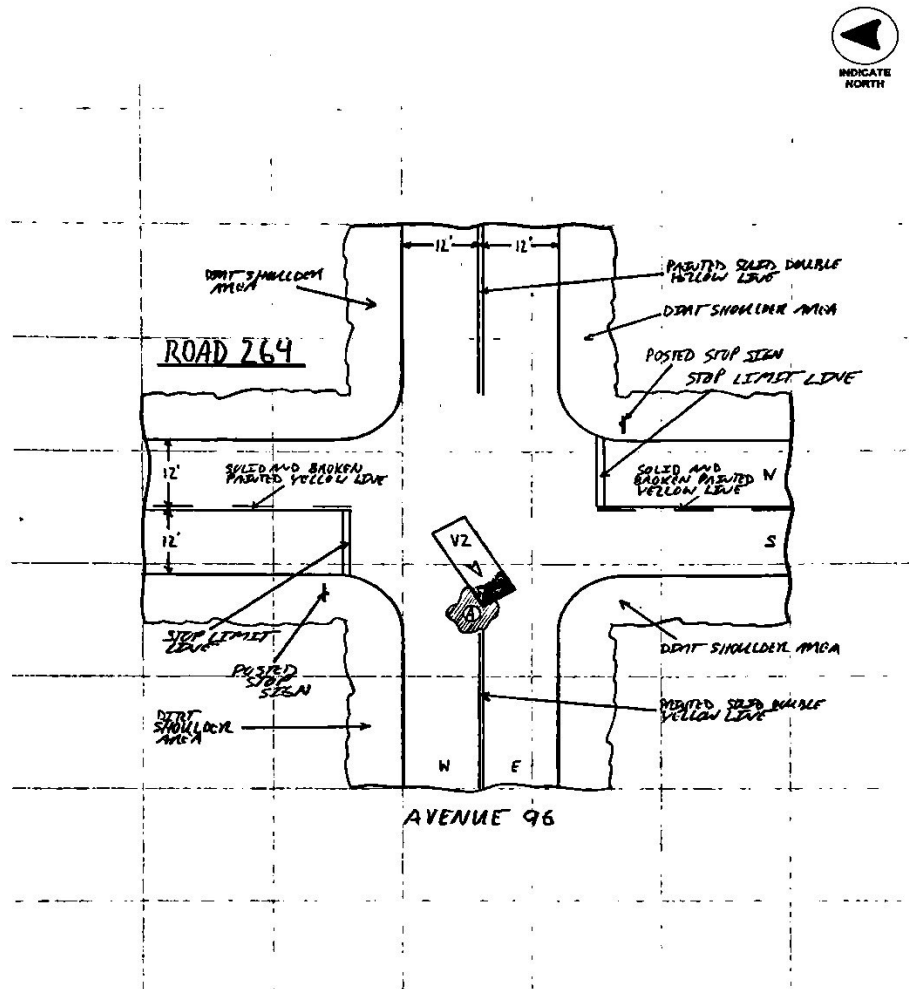 INDICATE
NORTH
12'
12'
DIRT SHOULDER
AREA
PAINTED SOLID DOUBLE
YELLOW LINE
DIRT SHOULDER AREA
ROAD 264
POSTED STOP SIGN
STOP LIMIT LINE
12'
SOLID AND BROKEN
PAINTED YELLOW LINE
SOLID AND
BROKEN PAINTED
YELLOW LINE
N
12'
V2
S
A
STOP LIMIT
LINE
POSTED
STOP
SIGN
DIRT SHOULDER AREA
DIRT
SHOULDER
AREA
PAINTED SOLID DOUBLE
YELLOW LINE
W
E
AVENUE 96